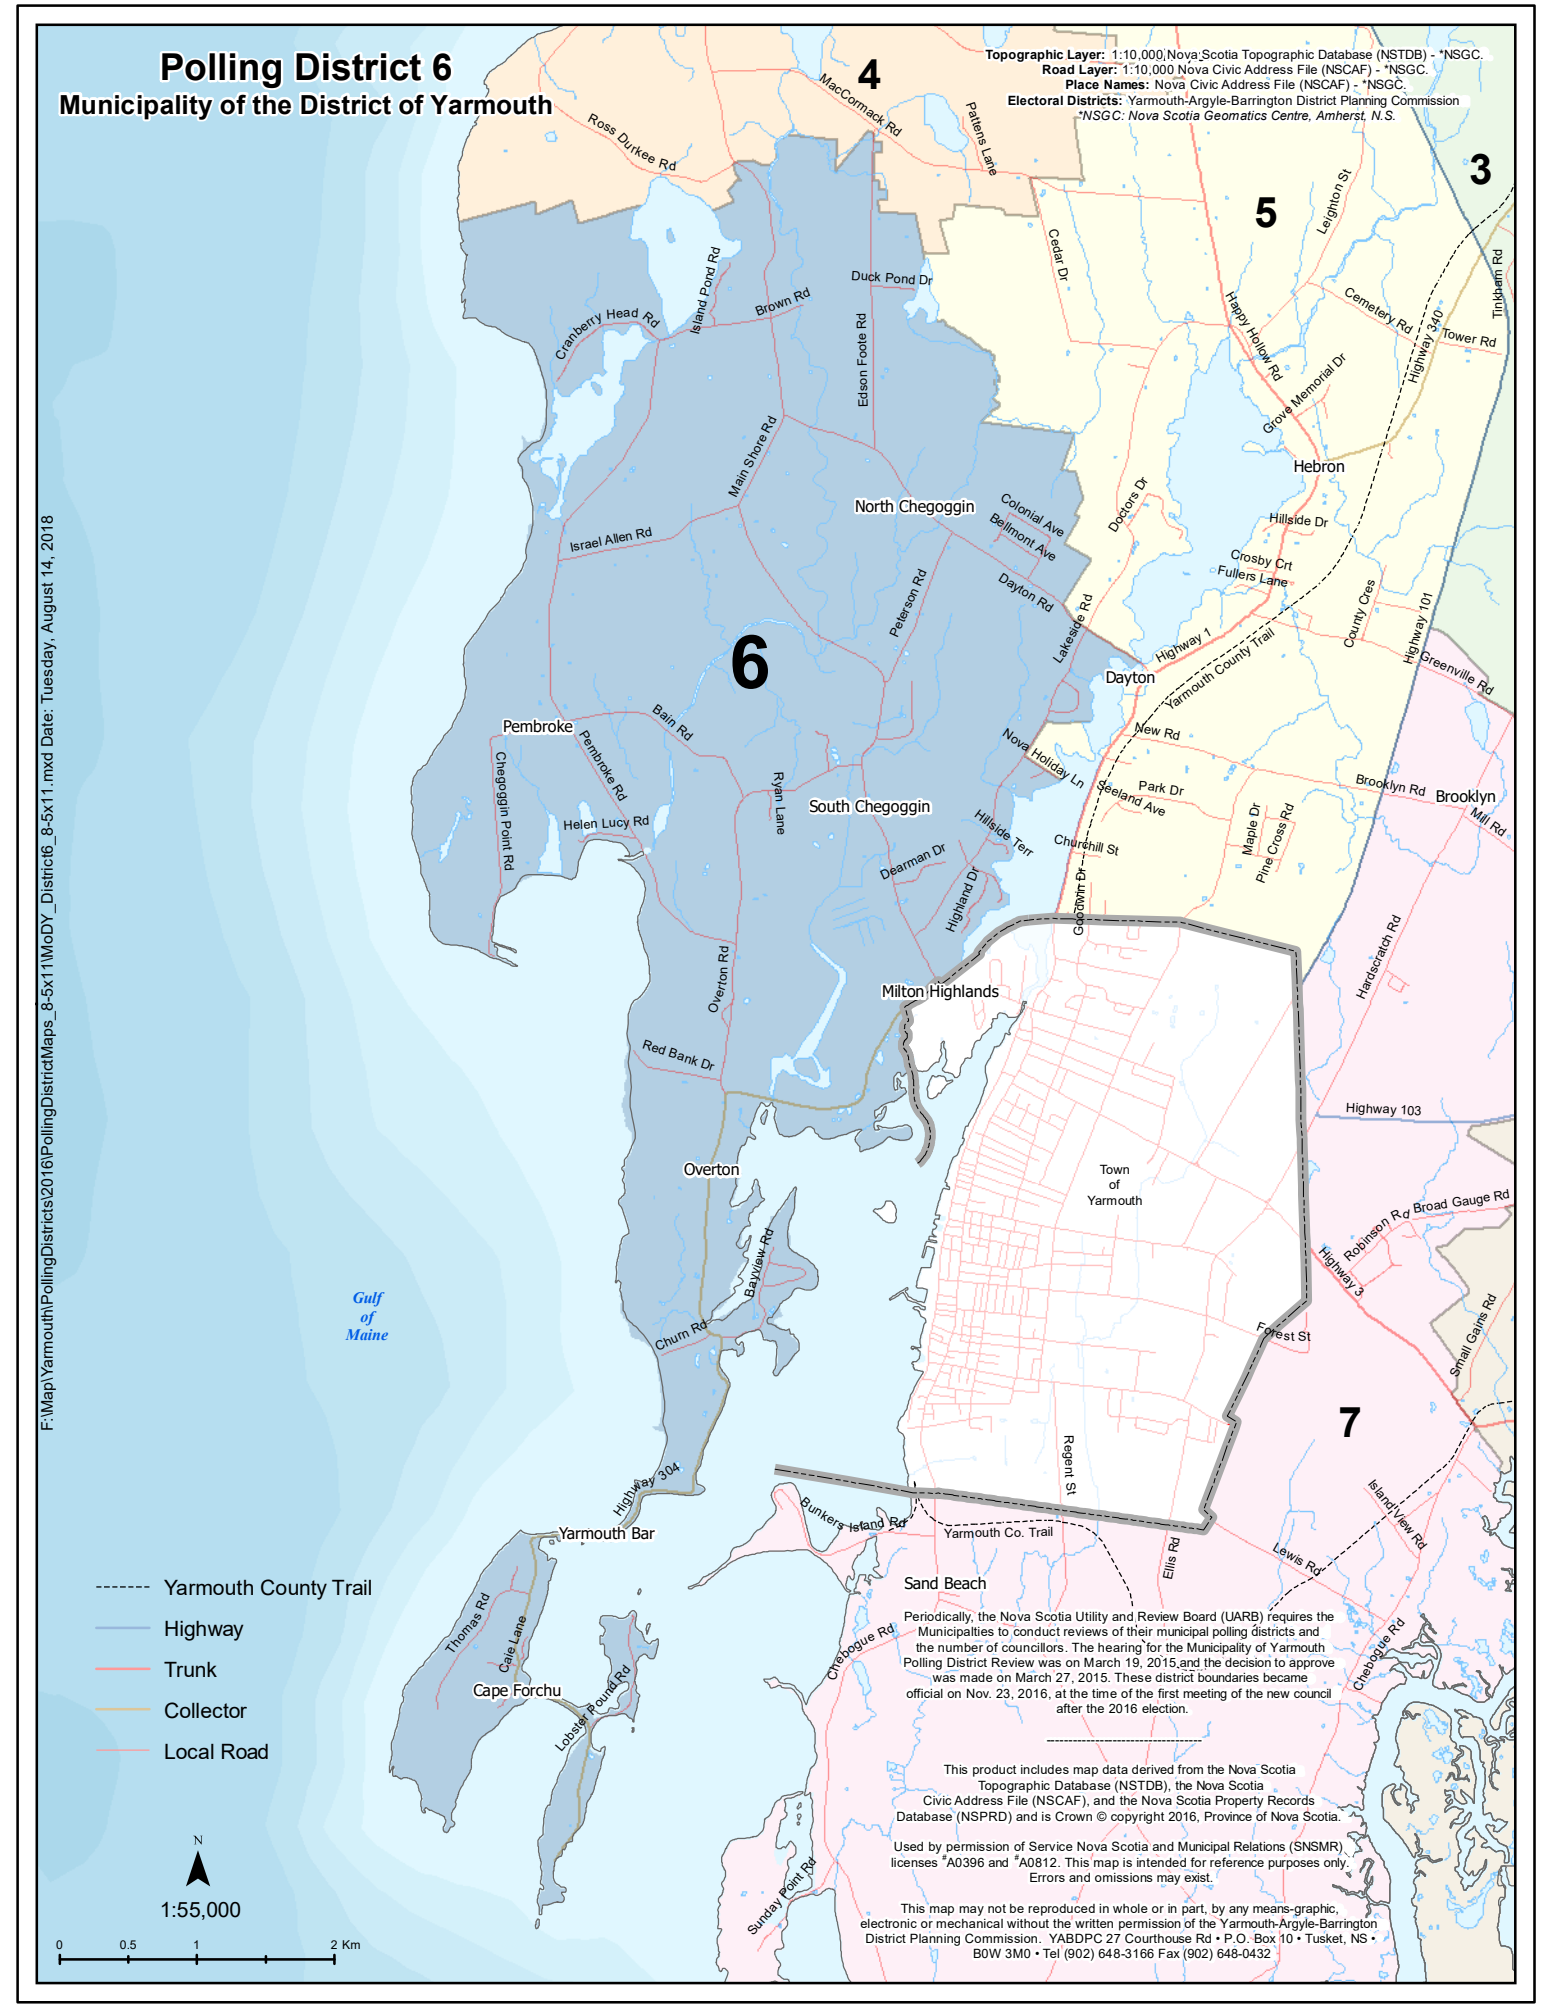 Polling District 6
Municipality of the District of Yarmouth
Topographic Layer: 1:10,000 Nova Scotia Topographic Database (NSTDB) - *NSGC.
Road Layer: 1:10,000 Nova Civic Address File (NSCAF) - *NSGC.
Place Names: Nova Civic Address File (NSCAF) - *NSGC.
Electoral Districts: Yarmouth-Argyle-Barrington District Planning Commission
*NSGC: Nova Scotia Geomatics Centre, Amherst, N.S.
4
3
5
MacCormack Rd
Pattens Lane
Ross Durkee Rd
Leighton St
Cedar Dr
Island Pond Rd
Duck Pond Dr
Brown Rd
Cranberry Head Rd
Edson Foote Rd
Happy Hollow Rd
Cemetery Rd
Highway 340
Tinkham Rd
Tower Rd
Grove Memorial Dr
Main Shore Rd
Hebron
North Chegoggin
Colonial Ave
Bellmont Ave
Doctors Dr
Hillside Dr
Israel Allen Rd
Crosby Crt
Fullers Lane
Dayton Rd
Peterson Rd
Lakeside Rd
County Cres
Highway 101
Highway 1
Yarmouth County Trail
Greenville Rd
6
Dayton
Pembroke
Bain Rd
Pembroke Rd
Chegoggin Point Rd
Nova Holiday Ln
New Rd
Park Dr
Seeland Ave
Brooklyn Rd
Brooklyn
Mill Rd
Ryan Lane
South Chegoggin
Helen Lucy Rd
Hillside Terr
Churchill St
Maple Dr
Pine Cross Rd
Dearman Dr
Highland Dr
Goodwin Dr
Hardscratch Rd
Overton Rd
Milton Highlands
Red Bank Dr
Highway 103
Overton
Town
of
Yarmouth
Broad Gauge Rd
Robinson Rd
Highway 3
Bayview Rd
Gulf
of
Maine
Churn Rd
Forest St
Small Gains Rd
7
Regent St
Highway 304
Island View Rd
Bunkers Island Rd
Yarmouth Bar
Yarmouth Co. Trail
Ellis Rd
Lewis Rd
Sand Beach
Thomas Rd
Caie Lane
Cape Forchu
Lobster Pound Rd
Chebogue Rd
Chebogue Rd
Sunday Point Rd
Yarmouth County Trail
Highway
Trunk
Collector
Local Road
N
1:55,000
0 0.5 1 2 Km
Periodically, the Nova Scotia Utility and Review Board (UARB) requires the
Municipalties to conduct reviews of their municipal polling districts and
the number of councillors. The hearing for the Municipality of Yarmouth
Polling District Review was on March 19, 2015,and the decision to approve
was made on March 27, 2015. These district boundaries became
official on Nov. 23, 2016, at the time of the first meeting of the new council
after the 2016 election.
-----------------------------------
This product includes map data derived from the Nova Scotia
Topographic Database (NSTDB), the Nova Scotia
Civic Address File (NSCAF), and the Nova Scotia Property Records
Database (NSPRD) and is Crown © copyright 2016, Province of Nova Scotia.
Used by permission of Service Nova Scotia and Municipal Relations (SNSMR)
licenses #A0396 and #A0812. This map is intended for reference purposes only.
Errors and omissions may exist.
This map may not be reproduced in whole or in part, by any means-graphic,
electronic or mechanical without the written permission of the Yarmouth-Argyle-Barrington
District Planning Commission. YABDPC 27 Courthouse Rd • P.O. Box 10 • Tusket, NS •
B0W 3M0 • Tel (902) 648-3166 Fax (902) 648-0432
F:\Map\Yarmouth\PollingDistricts\2016\PollingDistrictMaps_8-5x11\MoDY_District6_8-5x11.mxd Date: Tuesday, August 14, 2018